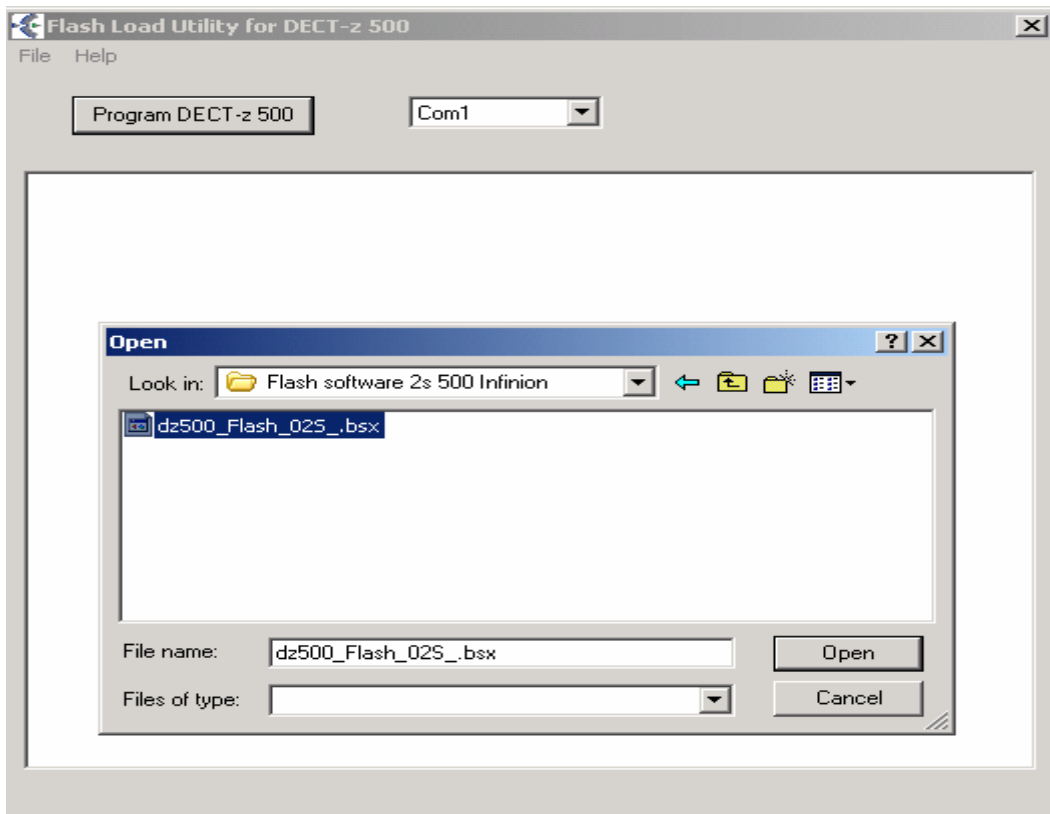 Flash Load Utility for DECT-z 500
File Help
Program DECT-z 500 Com1
Open
Look in: Flash software 2s 500 Infinion
dz500_Flash_02S_.bsx
File name: dz500_Flash_02S_.bsx Open
Files of type: Cancel